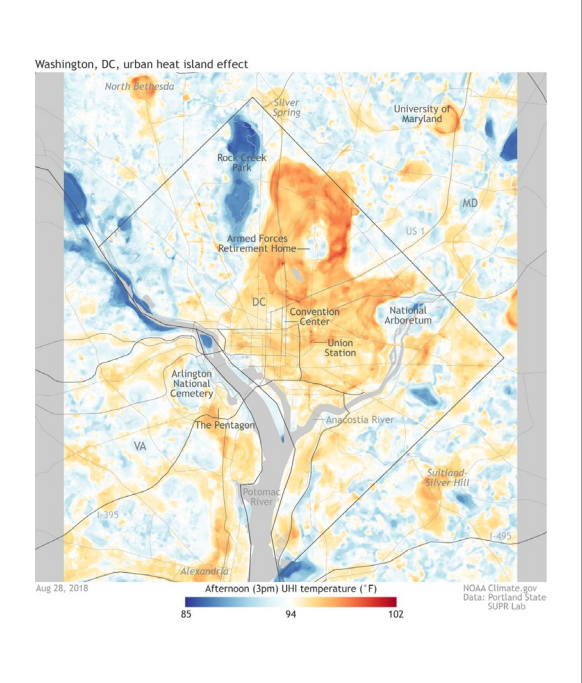 Washington, DC, urban heat island effect
North Bethesda
Silver
Spring
University of
Maryland
Rock Creek
Park
MD
US 1
Armed Forces
Retirement Home
DC
Convention
Center
National
Arboretum
Union
Station
Arlington
National
Cemetery
The Pentagon
Anacostia River
VA
Suitland-
Silver Hill
Potomac
River
I-395
I-495
Alexandria
Aug 28, 2018
Afternoon (3pm) UHI temperature (°F)
85
94
102
NOAA Climate.gov
Data: Portland State
SUPR Lab